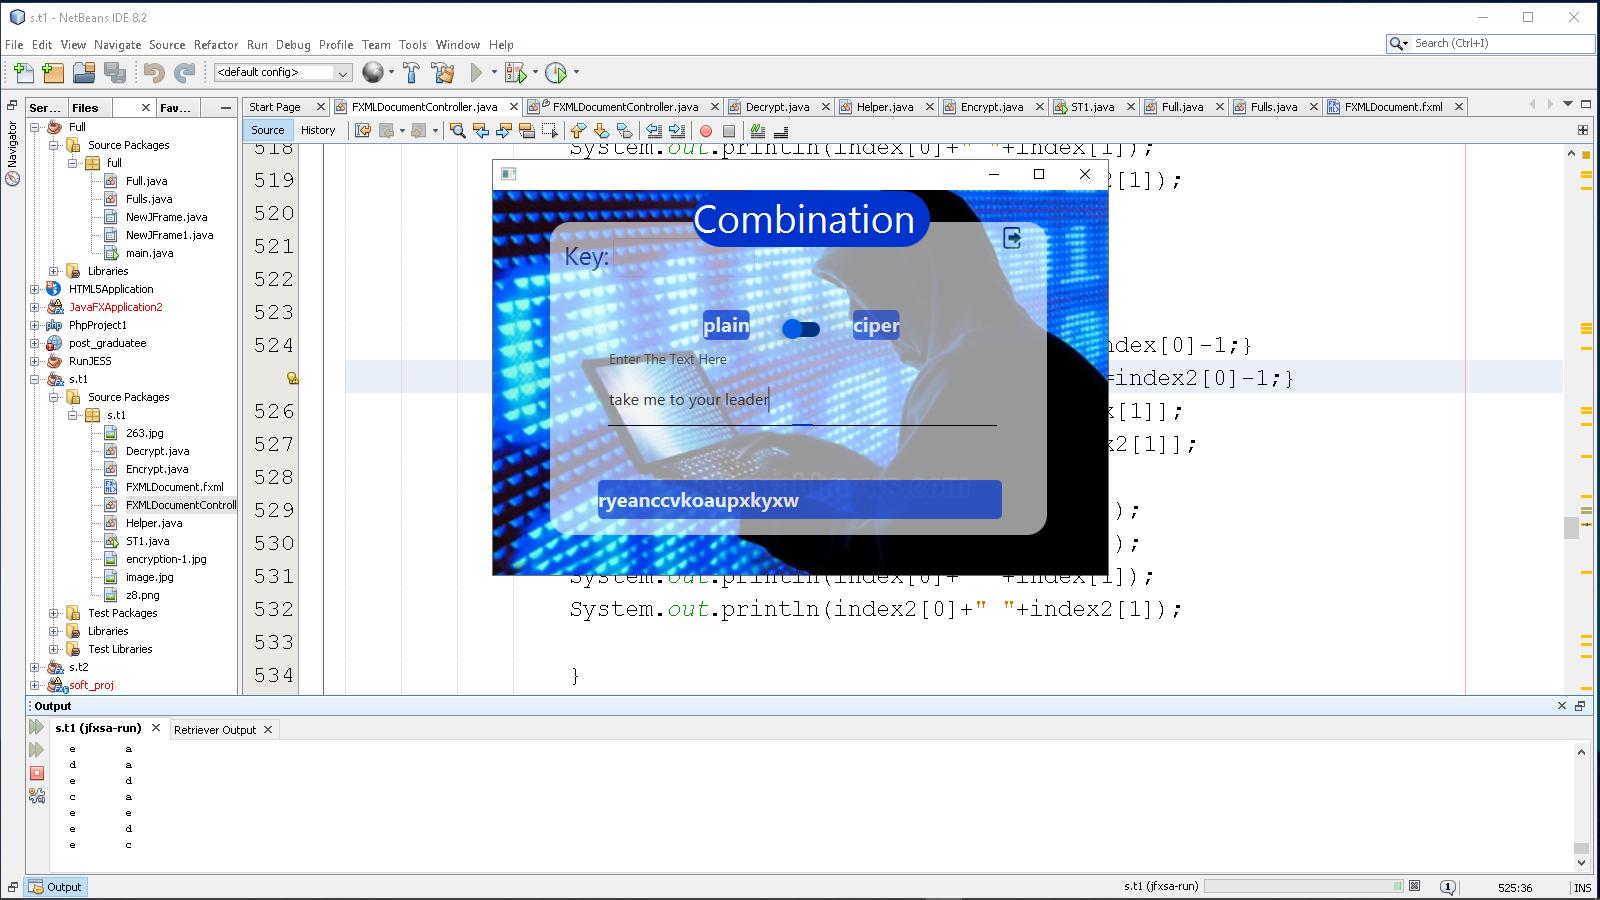 s.t1 - NetBeans IDE 8.2
File Edit View Navigate Source Refactor Run Debug Profile Team Tools Window Help
Search (Ctrl+I)
<default config>
Ser... Files Fav...
Start Page FXMLDocumentController.java FXMLDocumentController.java Decrypt.java Helper.java Encrypt.java ST1.java Full.java Fulls.java FXMLDocument.fxml
Source History
Navigator
Full
Source Packages
full
Full.java
Fulls.java
NewJFrame.java
NewJFrame1.java
main.java
Libraries
HTML5Application
JavaFXApplication2
PhpProject1
post_graduatee
RunJESS
s.t1
Source Packages
s.t1
263.jpg
Decrypt.java
Encrypt.java
FXMLDocument.fxml
FXMLDocumentControll
Helper.java
ST1.java
encryption-1.jpg
image.jpg
z8.png
Test Packages
Libraries
Test Libraries
s.t2
soft_proj
518 System.out.println(index[0]+" "+index[1]);
519 2[1]);
520
521
522
523
524 ndex[0]-1;}
=index2[0]-1;}
526 x[1]];
527 x2[1]];
528
529 );
530 );
531 System.out.println(index[0]+" "+index[1]);
532 System.out.println(index2[0]+" "+index2[1]);
533
534 }
Combination
Key:
plain ciper
Enter The Text Here
take me to your leader
ryeanccvkoaupxkyxw
Output
s.t1 (jfxsa-run) Retriever Output
e a
d a
e d
c a
e e
e d
e c
Output
s.t1 (jfxsa-run)
1
525:36 INS